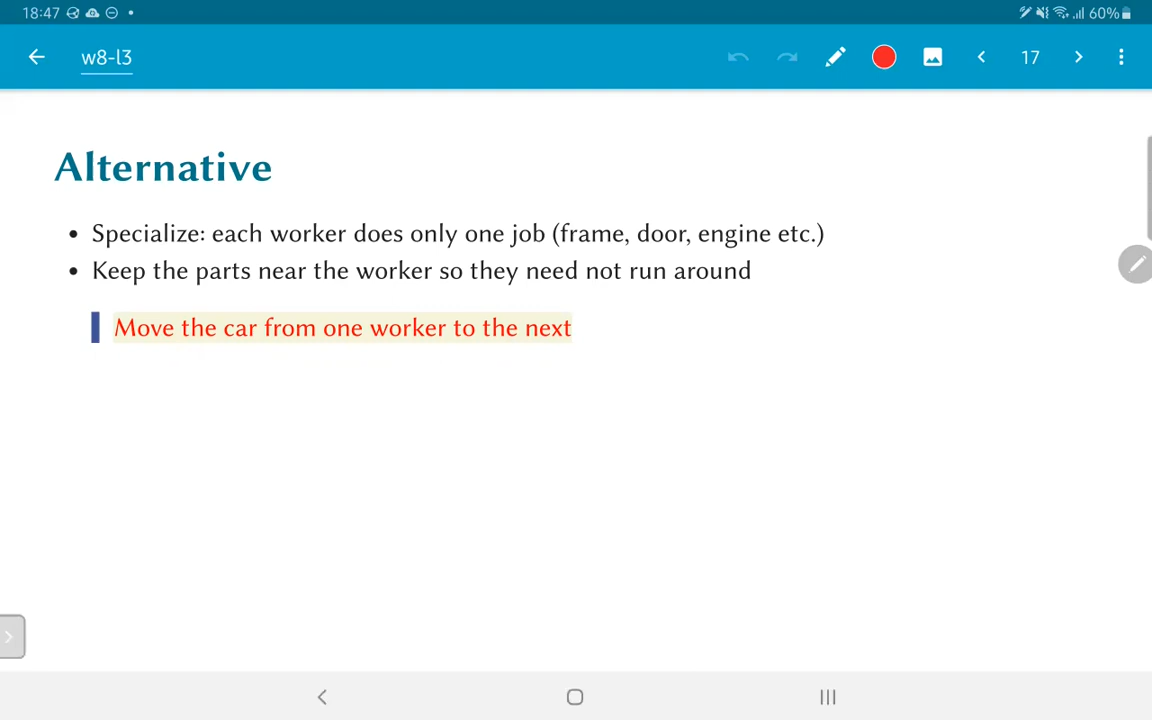 18:47 60%
w8-l3 17
Alternative
• Specialize: each worker does only one job (frame, door, engine etc.)
• Keep the parts near the worker so they need not run around
Move the car from one worker to the next